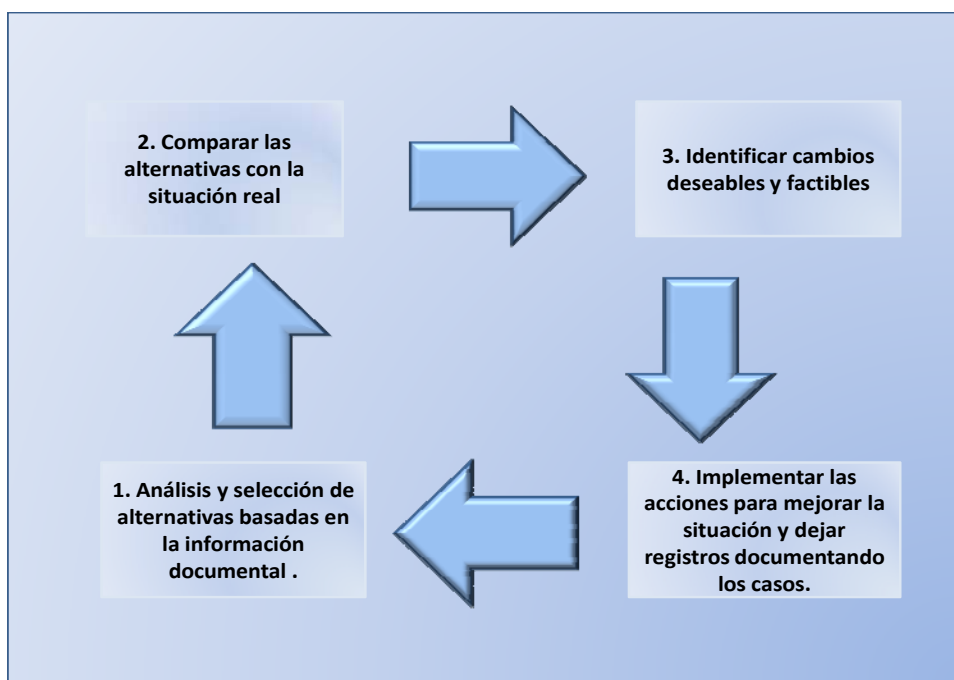 2. Comparar las
alternativas con la
situación real
3. Identificar cambios
deseables y factibles
1. Análisis y selección de
alternativas basadas en
la información
documental .
4. Implementar las
acciones para mejorar la
situación y dejar
registros documentando
los casos.